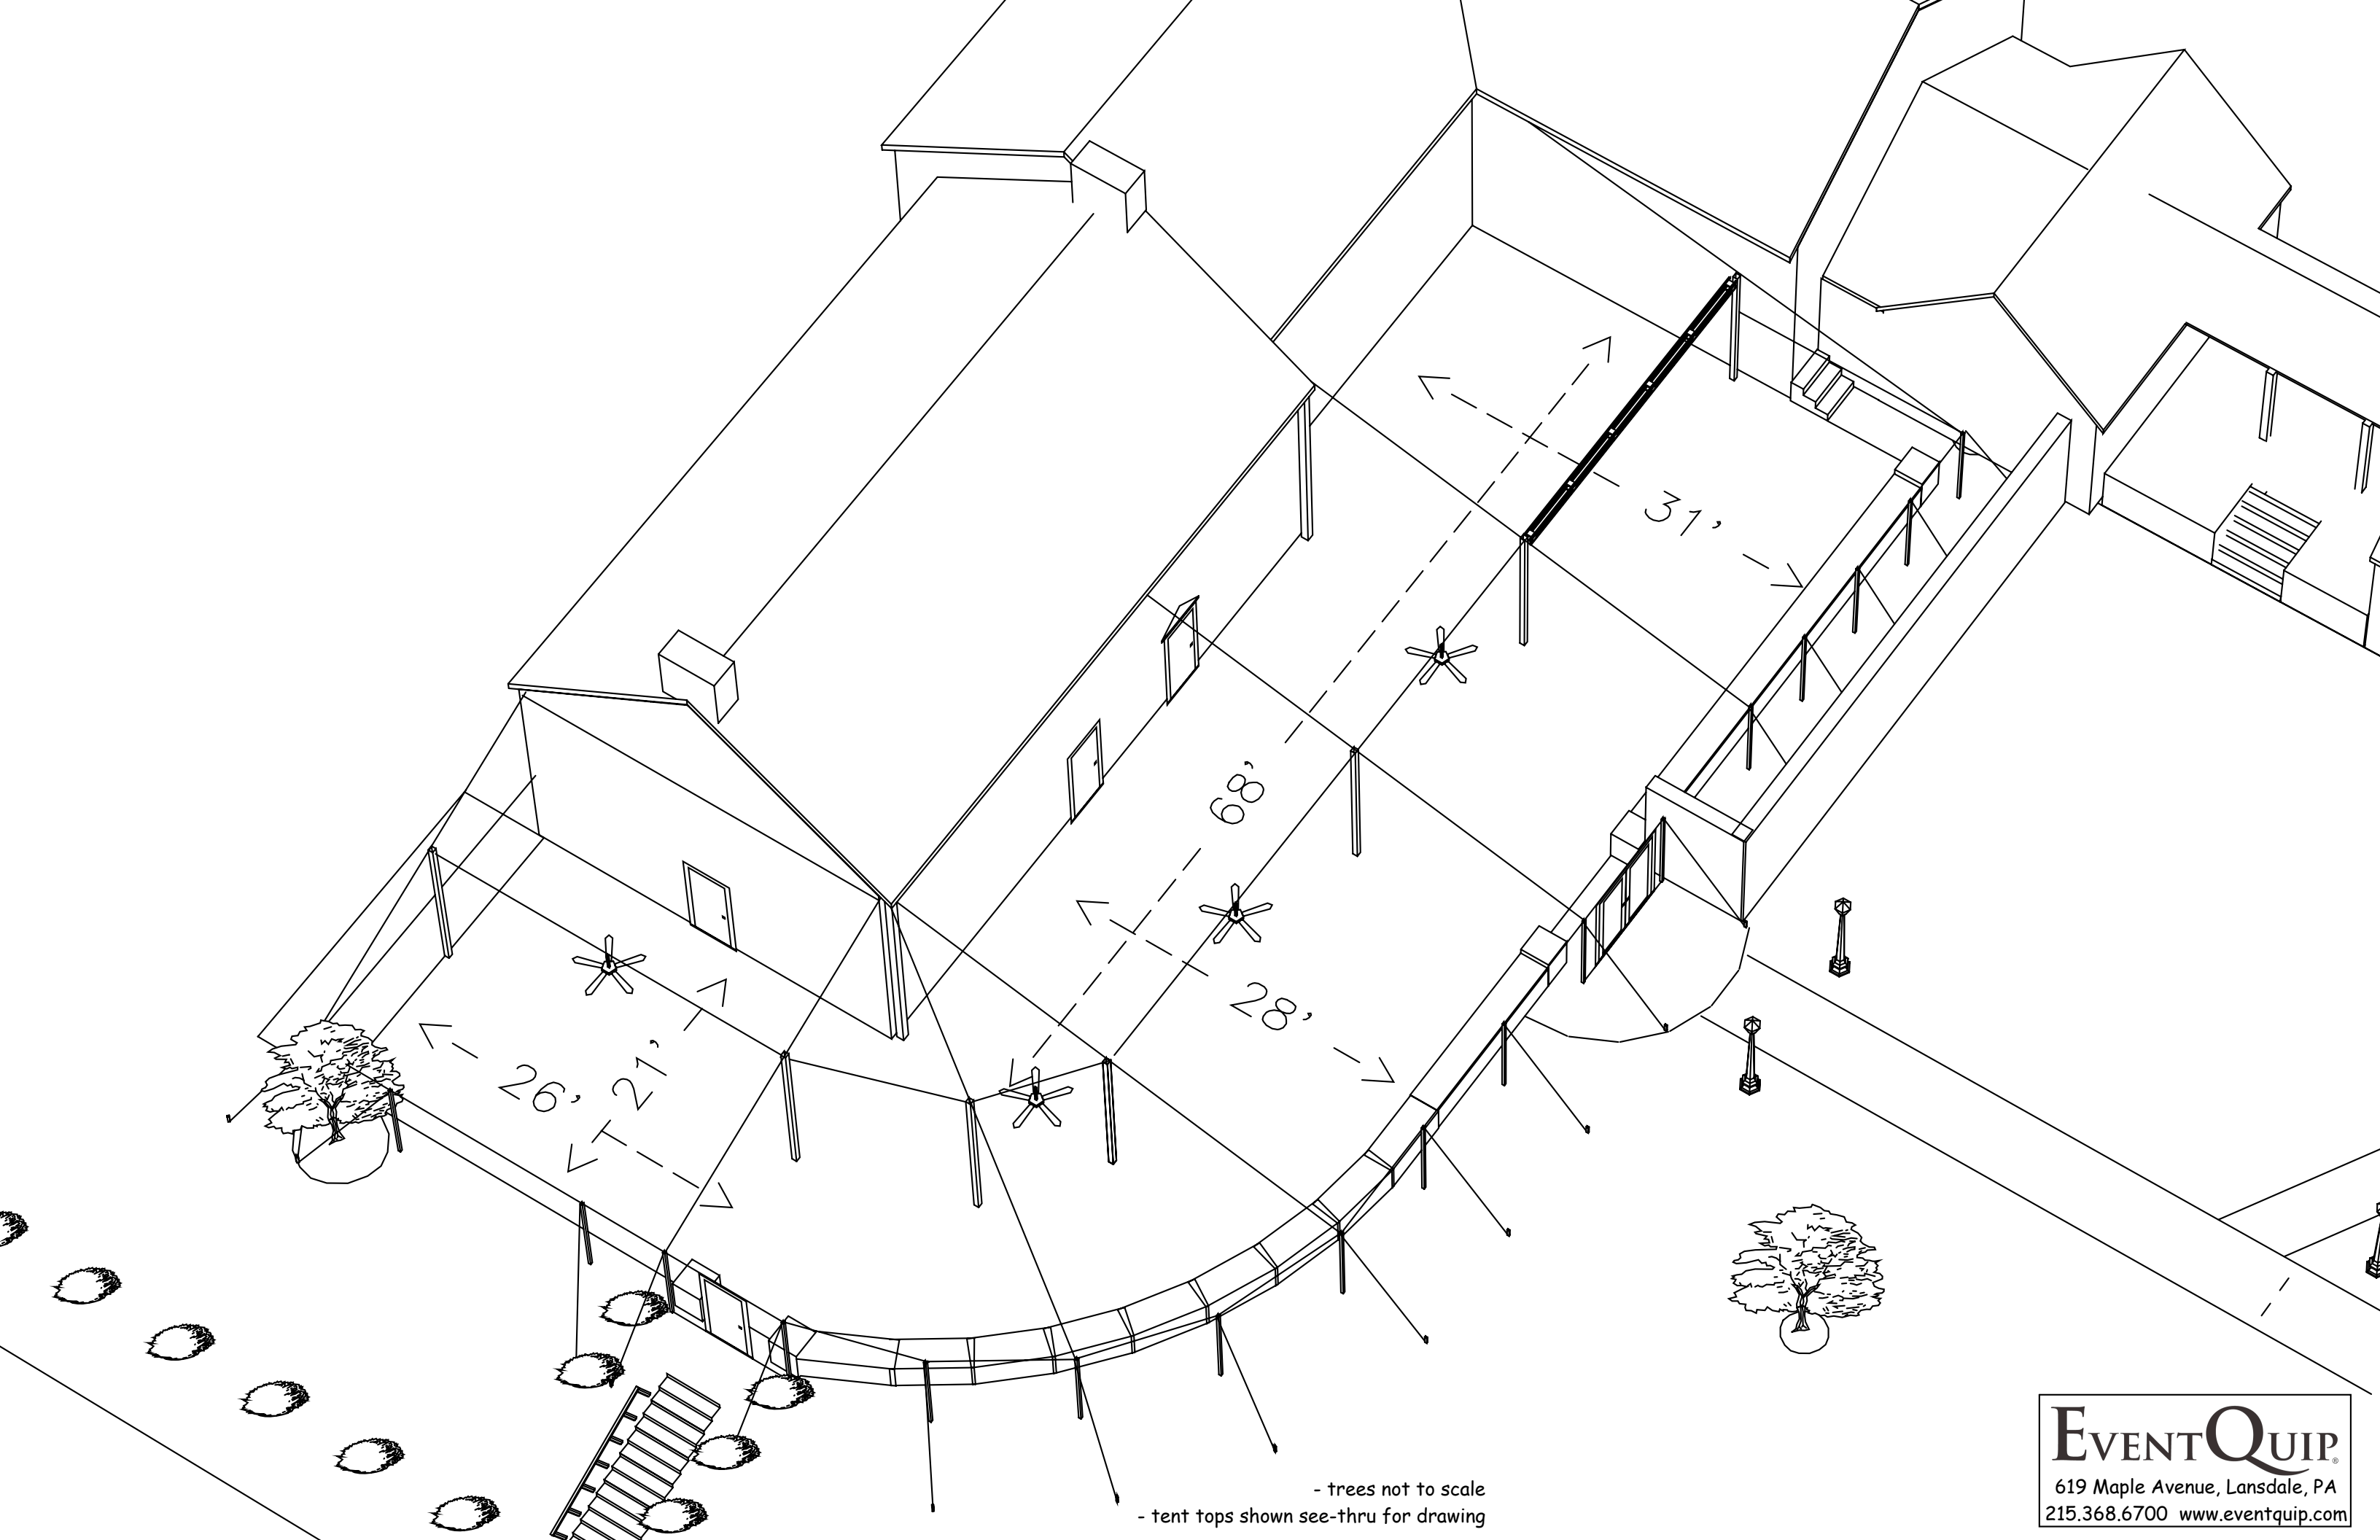 31’
68’
28’
21’
26’
- trees not to scale
- tent tops shown see-thru for drawing
EVENTQUIP®
619 Maple Avenue, Lansdale, PA
215.368.6700 www.eventquip.com